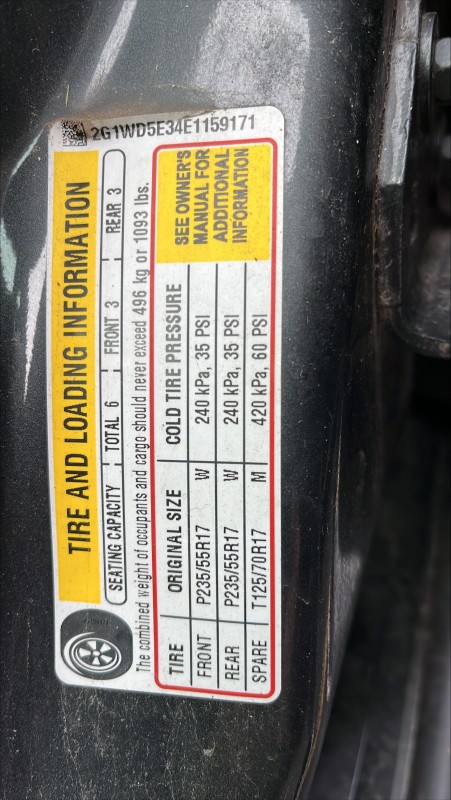 2G1WD5E34E1159171
TIRE AND LOADING INFORMATION
SEATING CAPACITY TOTAL 6 FRONT 3 REAR 3
The combined weight of occupants and cargo should never exceed 496 kg or 1093 lbs.
TIRE ORIGINAL SIZE COLD TIRE PRESSURE
FRONT P235/55R17 W 240 kPa, 35 PSI
REAR P235/55R17 W 240 kPa, 35 PSI
SPARE T125/70R17 M 420 kPa, 60 PSI
SEE OWNER'S
MANUAL FOR
ADDITIONAL
INFORMATION